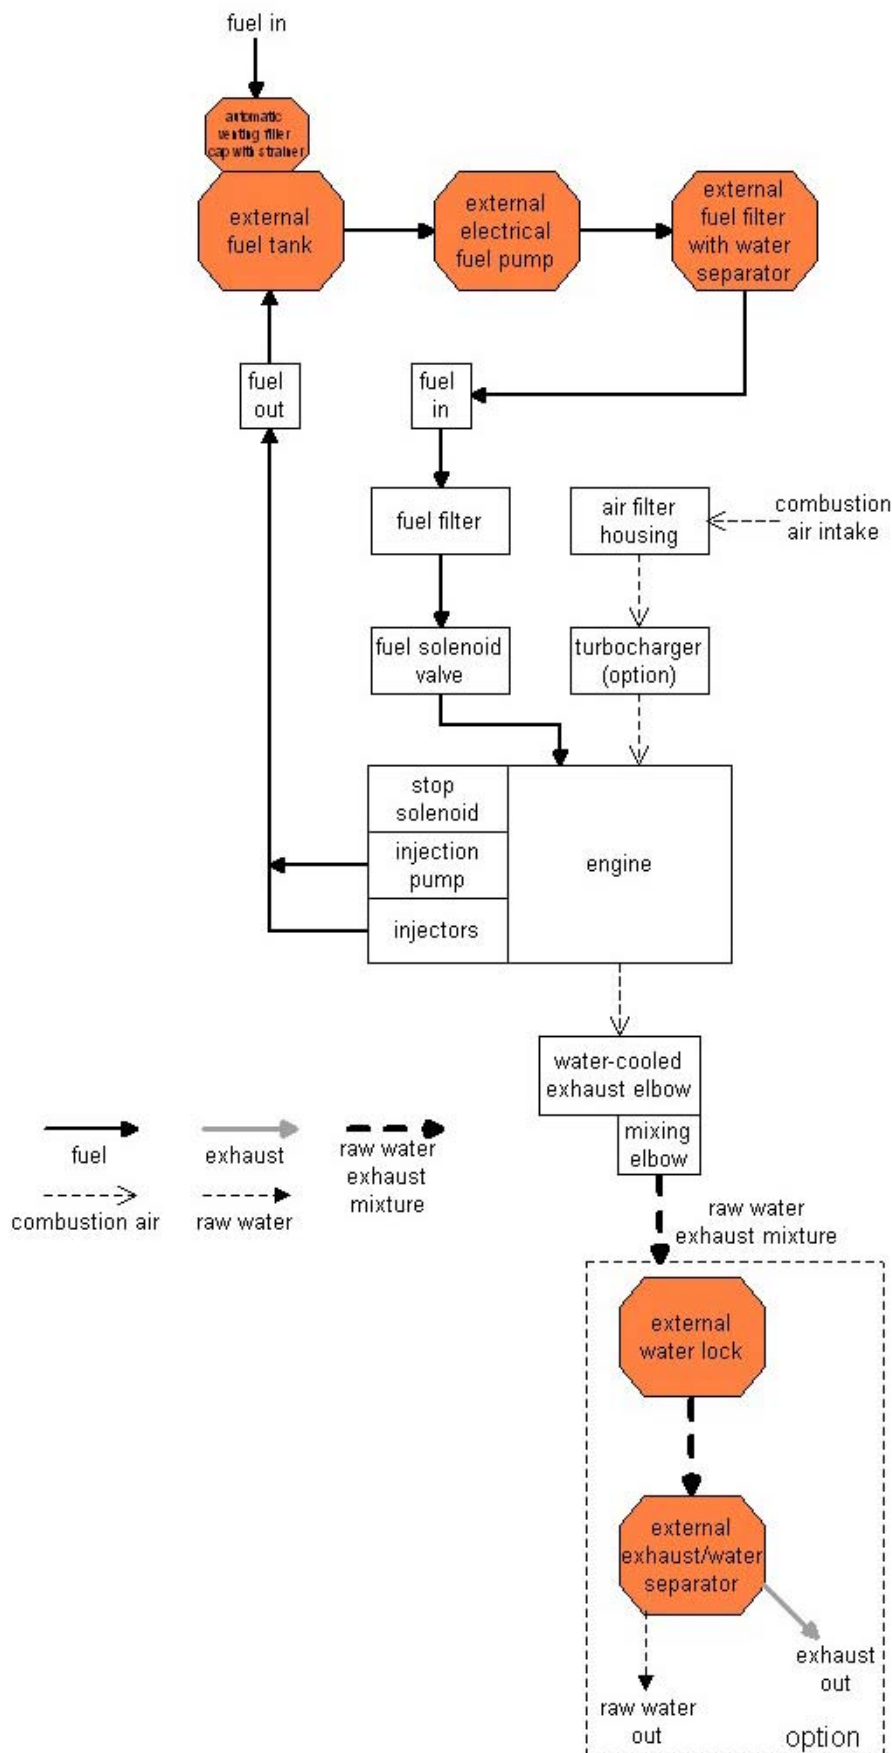 fuel in
automatic
venting filler
cap with strainer
external
fuel tank
external
electrical
fuel pump
external
fuel filter
with water
separator
fuel
out
fuel
in
fuel filter
air filter
housing
combustion
air intake
fuel solenoid
valve
turbocharger
(option)
stop
solenoid
injection
pump
injectors
engine
water-cooled
exhaust elbow
mixing
elbow
fuel
exhaust
raw water
exhaust
mixture
combustion air
raw water
raw water
exhaust mixture
external
water lock
external
exhaust/water
separator
exhaust
out
raw water
out
option